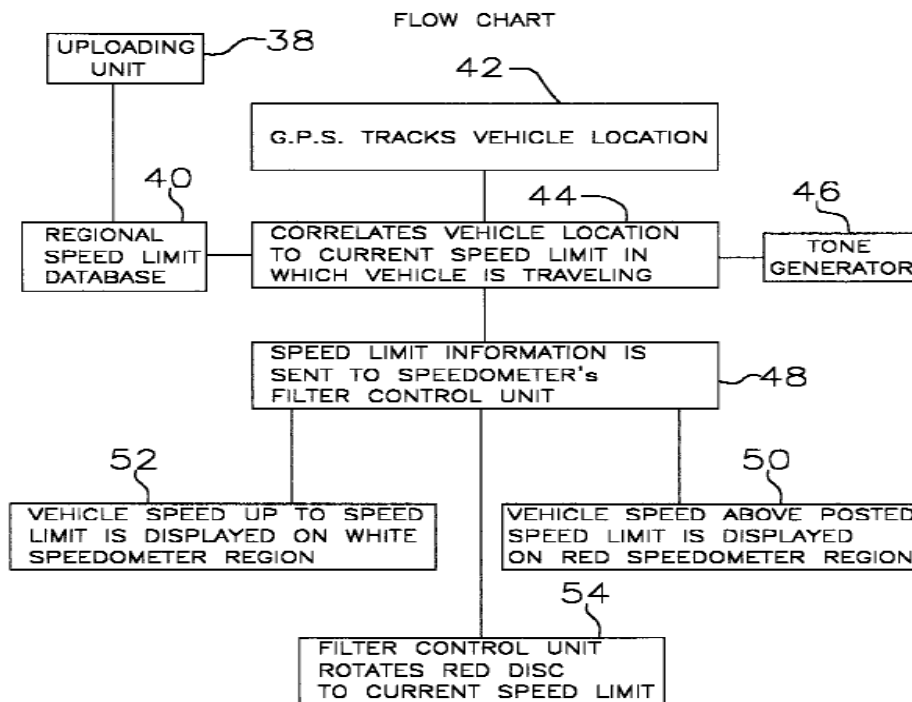 FLOW CHART
UPLOADING
UNIT
38
42
G.P.S. TRACKS VEHICLE LOCATION
40
REGIONAL
SPEED LIMIT
DATABASE
44
CORRELATES VEHICLE LOCATION
TO CURRENT SPEED LIMIT IN
WHICH VEHICLE IS TRAVELING
46
TONE
GENERATOR
SPEED LIMIT INFORMATION IS
SENT TO SPEEDOMETER's
FILTER CONTROL UNIT
48
52
VEHICLE SPEED UP TO SPEED
LIMIT IS DISPLAYED ON WHITE
SPEEDOMETER REGION
50
VEHICLE SPEED ABOVE POSTED
SPEED LIMIT IS DISPLAYED
ON RED SPEEDOMETER REGION
54
FILTER CONTROL UNIT
ROTATES RED DISC
TO CURRENT SPEED LIMIT